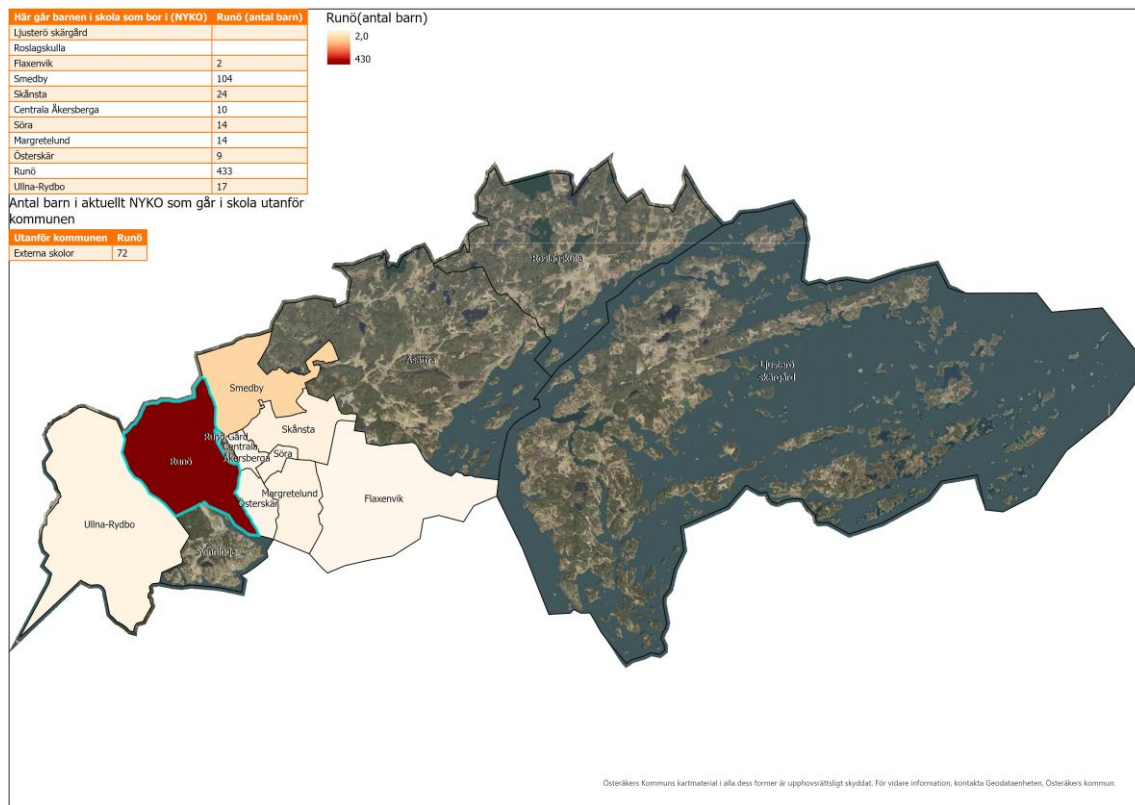 Här går barnen i skola som bor i (NYKO) Runö (antal barn)
Ljusterö skärgård
Roslagskulla
Flaxenvik 2
Smedby 104
Skånsta 24
Centrala Åkersberga 10
Söra 14
Margretelund 14
Österskär 9
Runö 433
Ullna-Rydbo 17
Antal barn i aktuellt NYKO som går i skola utanför
kommunen
Utanför kommunen Runö
Externa skolor 72
Runö(antal barn)
2,0
430
Roslagskulla
Åsättra
Ljusterö
skärgård
Smedby
Skånsta
Runö Gård
Centrala
Åkersberga
Söra
Runö
Margretelund
Österskär
Flaxenvik
Ullna-Rydbo
Svinninge
Österåkers Kommuns kartmaterial i alla dess former är upphovsrättsligt skyddat. För vidare information, kontakta Geodataenheten, Österåkers kommun.